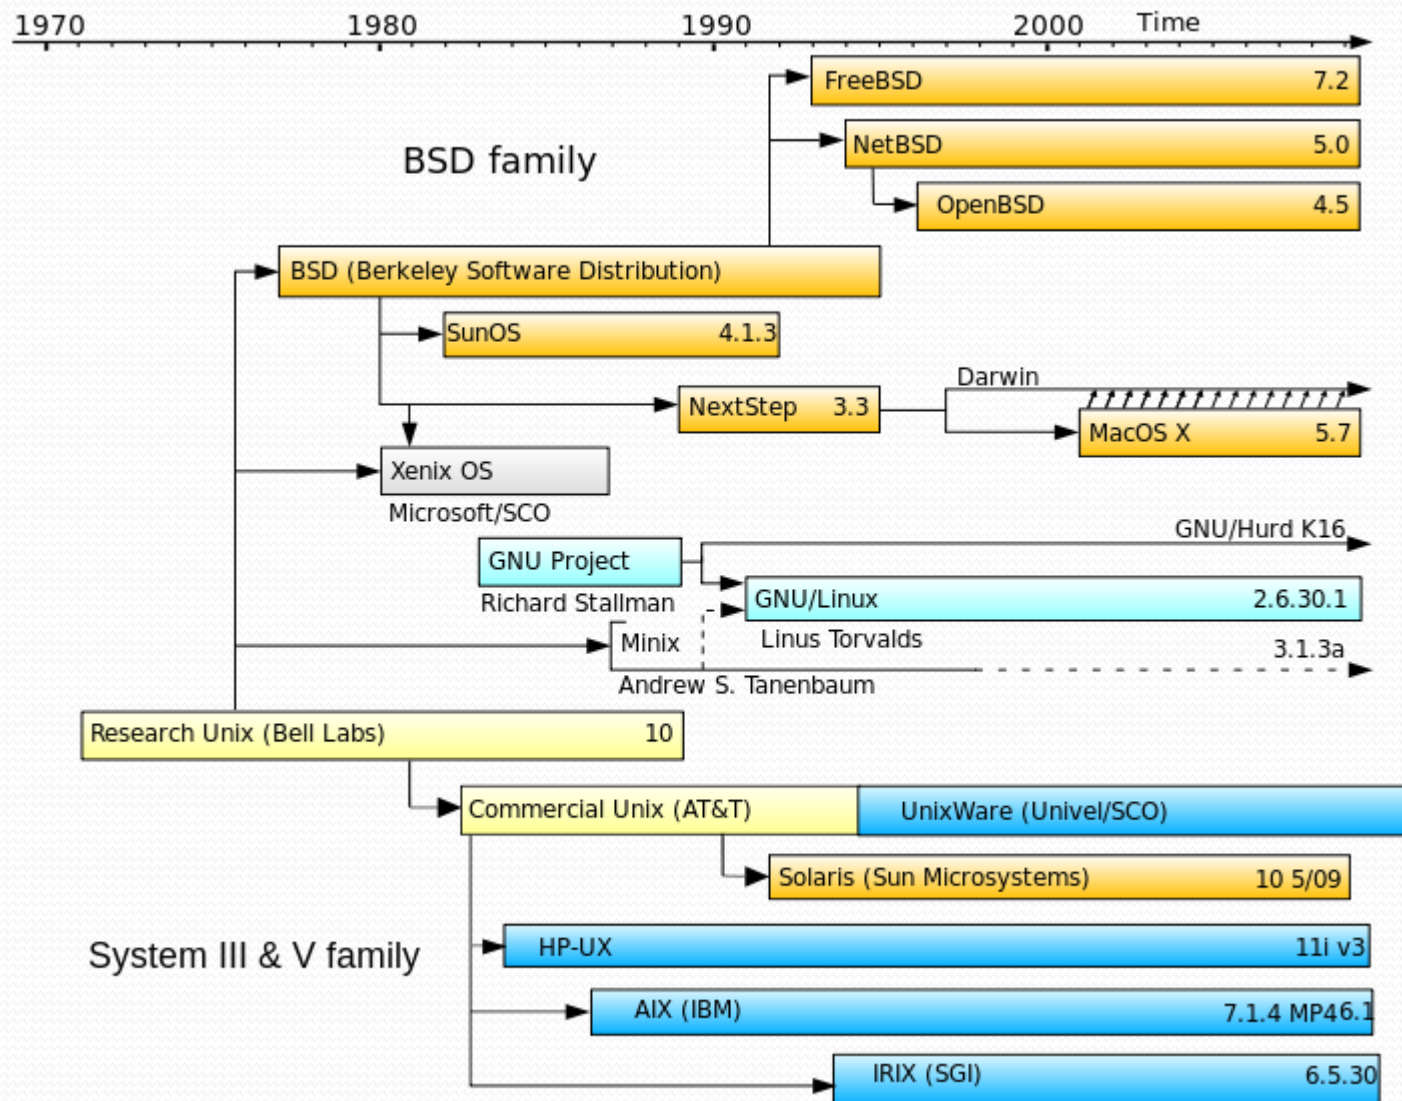 1970 1980 1990 2000 Time
FreeBSD 7.2
NetBSD 5.0
BSD family
OpenBSD 4.5
BSD (Berkeley Software Distribution)
SunOS 4.1.3
Darwin
NextStep 3.3
MacOS X 5.7
Xenix OS
Microsoft/SCO
GNU/Hurd K16
GNU Project
GNU/Linux 2.6.30.1
Richard Stallman
Linus Torvalds
Minix
3.1.3a
Andrew S. Tanenbaum
Research Unix (Bell Labs) 10
Commercial Unix (AT&T) UnixWare (Univel/SCO)
Solaris (Sun Microsystems) 10 5/09
HP-UX 11i v3
System III & V family
AIX (IBM) 7.1.4 MP46.1
IRIX (SGI) 6.5.30